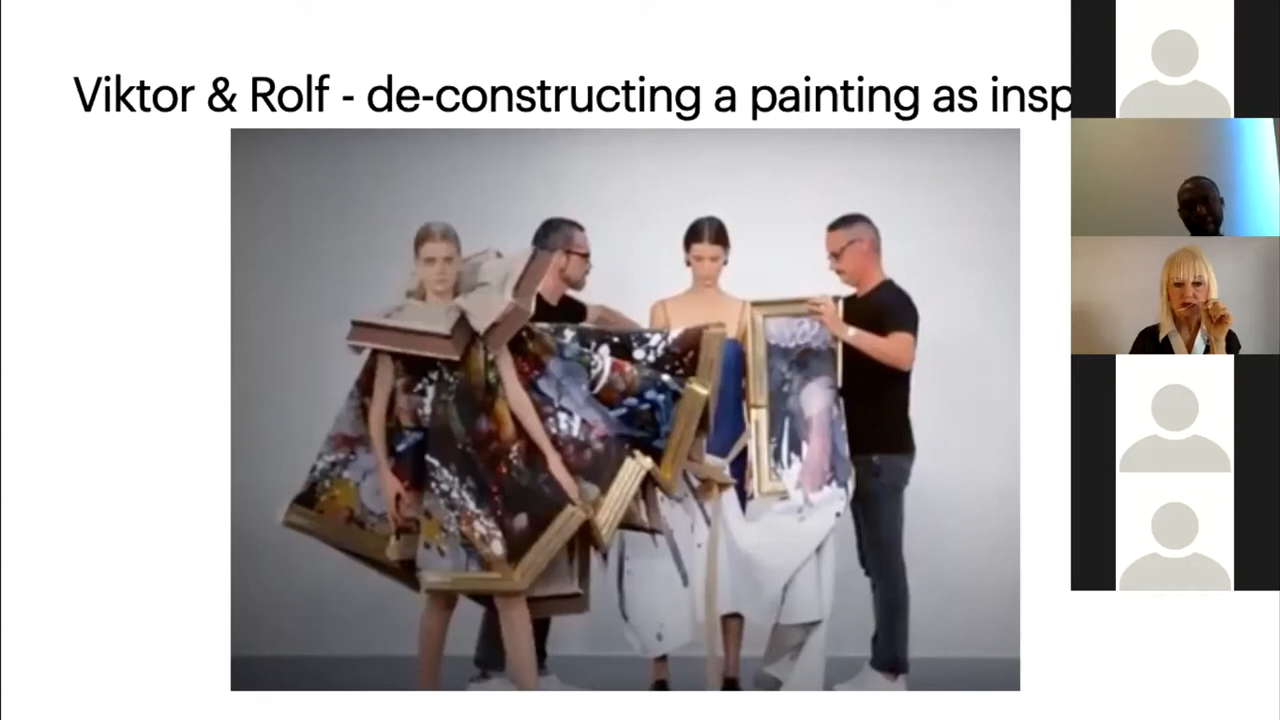 Viktor & Rolf - de-constructing a painting as insp